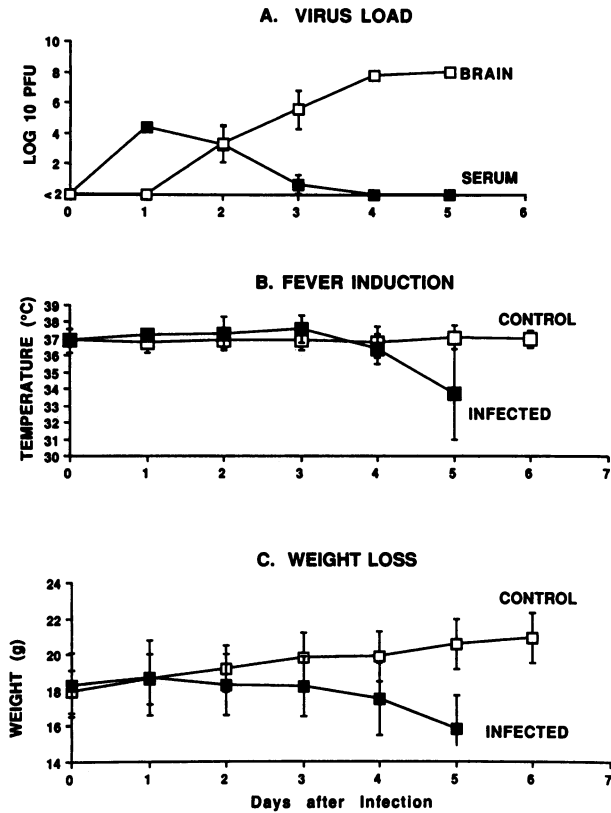 A. VIRUS LOAD
LOG 10 PFU
10
8
6
4
2
<2
0 1 2 3 4 5 6
BRAIN
SERUM
B. FEVER INDUCTION
TEMPERATURE (°C)
39
38
37
36
35
34
33
32
31
30
0 1 2 3 4 5 6 7
CONTROL
INFECTED
C. WEIGHT LOSS
WEIGHT (g)
24
22
20
18
16
14
0 1 2 3 4 5 6 7
CONTROL
INFECTED
Days after Infection